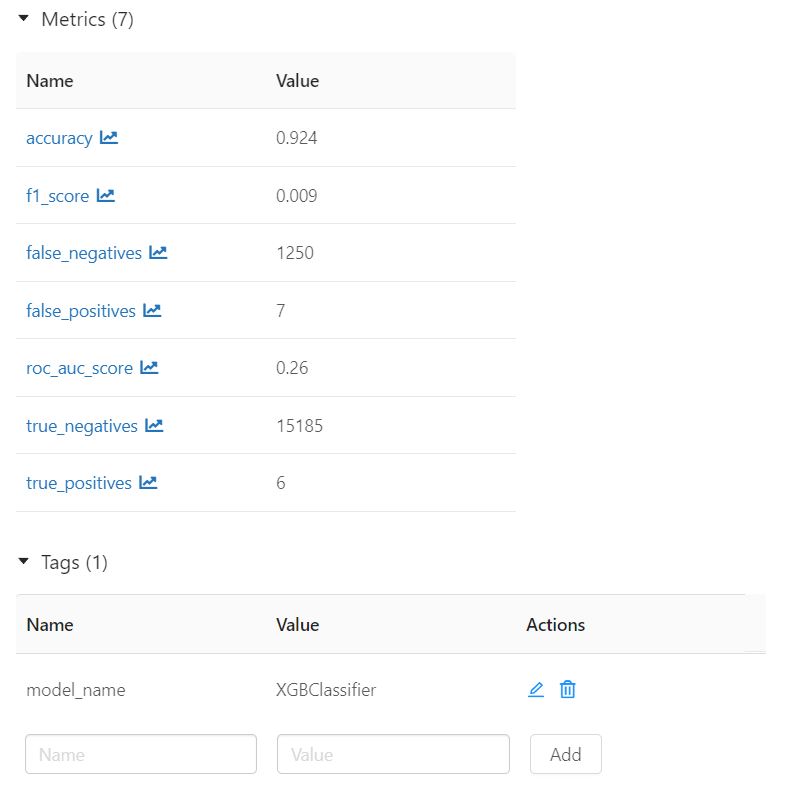 Metrics (7)
Name Value
accuracy 0.924
f1_score 0.009
false_negatives 1250
false_positives 7
roc_auc_score 0.26
true_negatives 15185
true_positives 6
Tags (1)
Name Value Actions
model_name XGBClassifier
Name Value Add